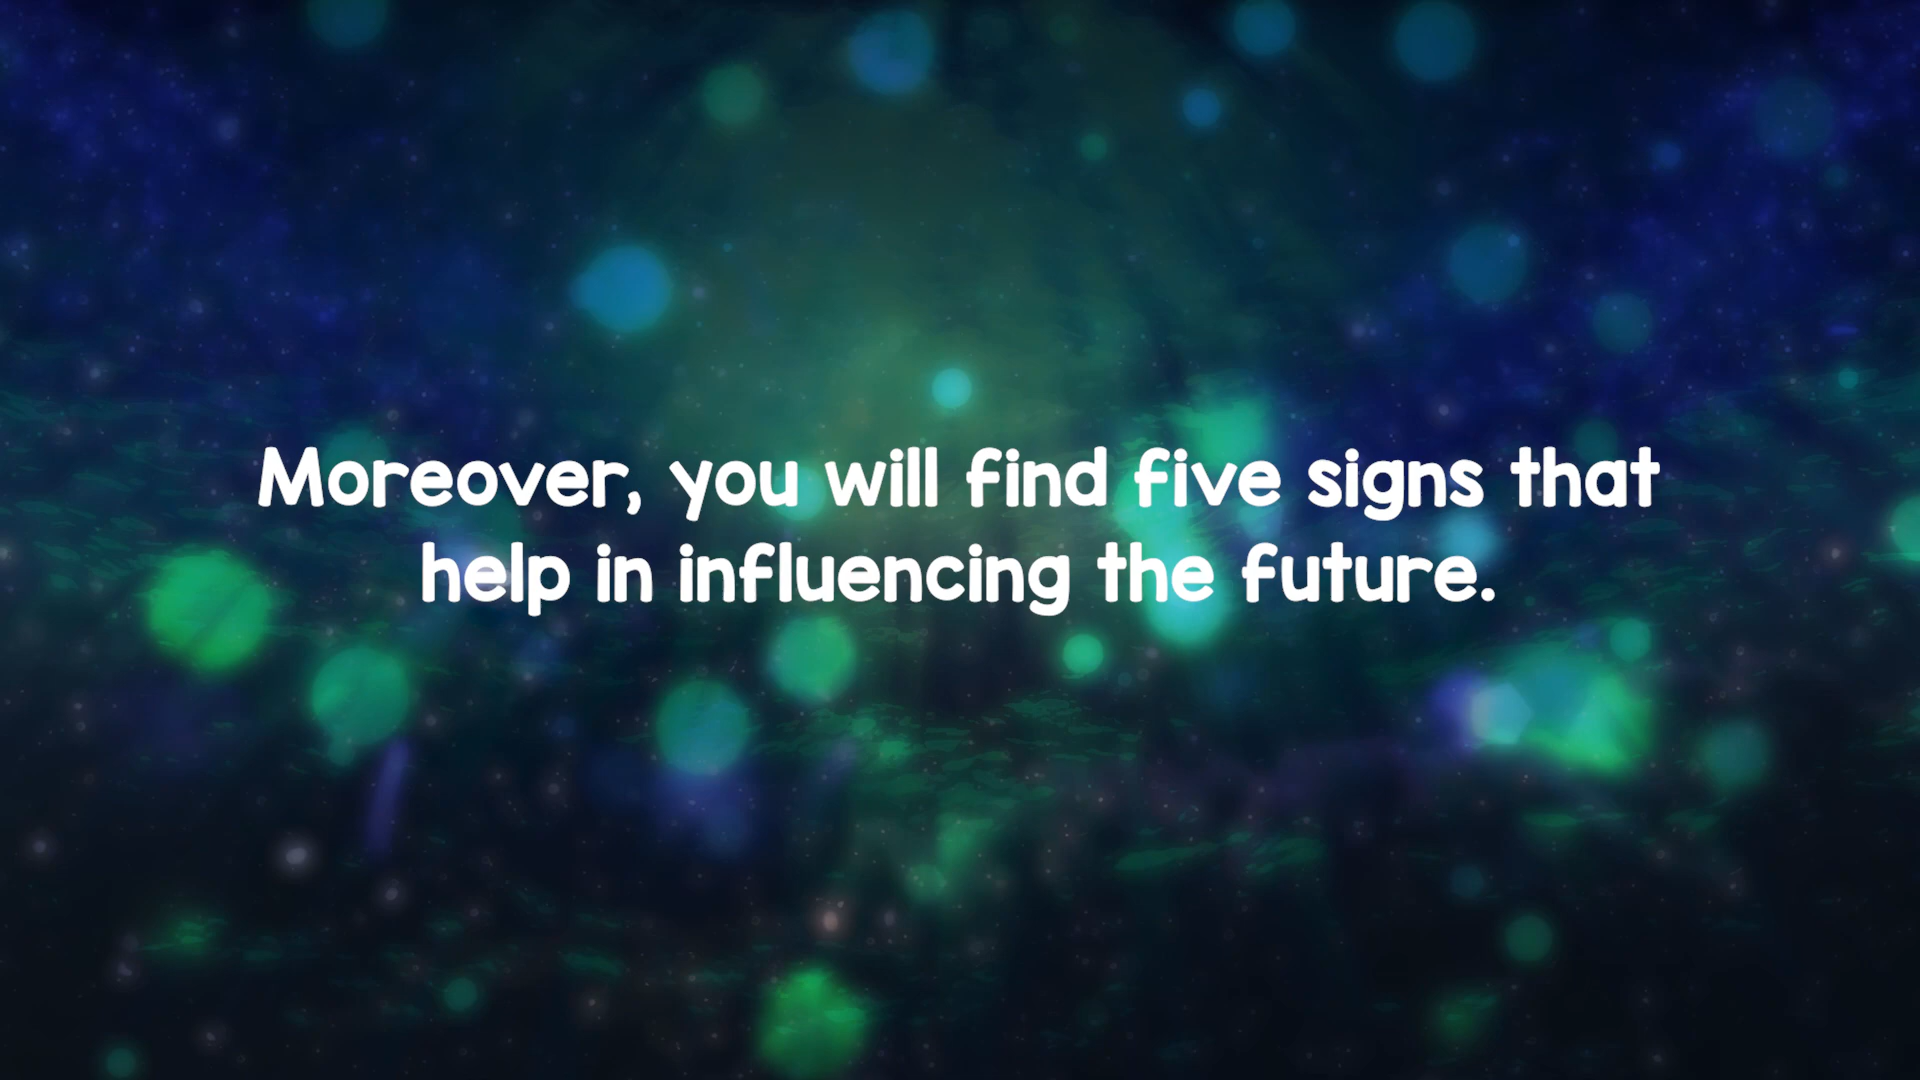 Moreover, you will find five signs that
help in influencing the future.